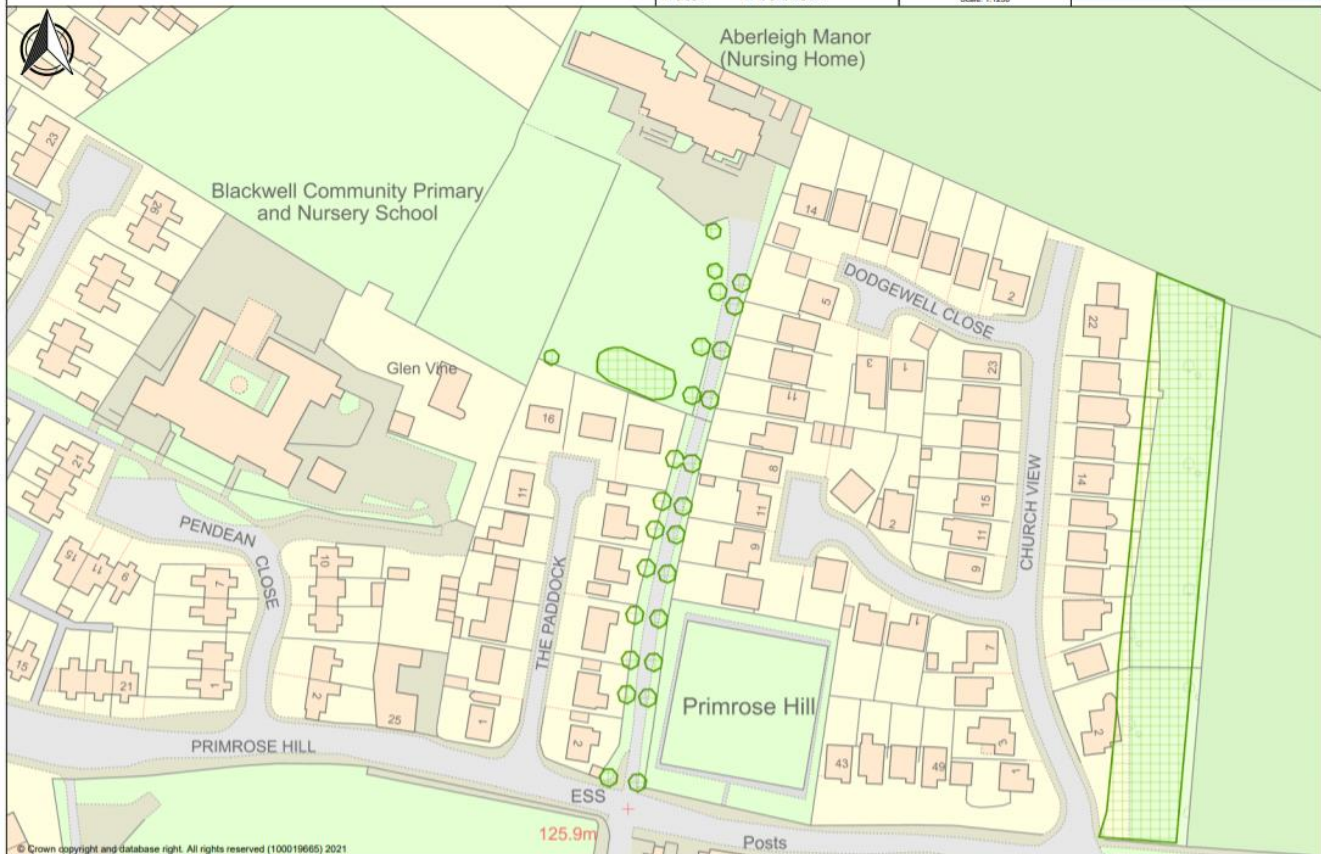 Aberleigh Manor
(Nursing Home)
Blackwell Community Primary
and Nursery School
23
26
14
DODGEWELL CLOSE
2
5
22
Glen Vine
3
1
23
11
16
21
8
14
11
11
2
15
11
9
9
CHURCH VIEW
PENDEAN CLOSE
THE PADDOCK
15
11
9
7
10
1
7
15
21
1
2
25
1
2
Primrose Hill
2
3
43
49
1
PRIMROSE HILL
ESS
125.9m
Posts
© Crown copyright and database right. All rights reserved (100019665) 2021